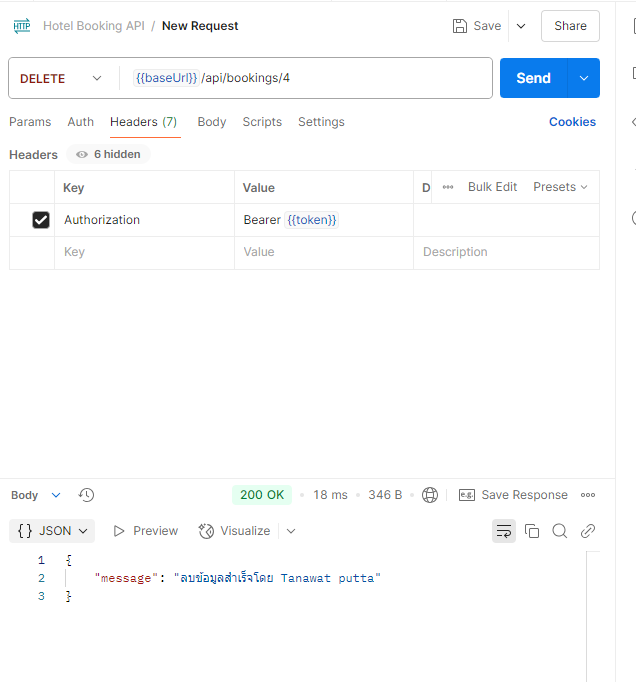 HTTP Hotel Booking API / New Request Save Share
DELETE {{baseUrl}} /api/bookings/4 Send
Params Auth Headers (7) Body Scripts Settings Cookies
Headers 6 hidden
Key Value D Bulk Edit Presets
Authorization Bearer {{token}}
Key Value Description
Body 200 OK 18 ms 346 B e.g. Save Response
{} JSON Preview Visualize
1 {
2 "message": "ลบข้อมูลสำเร็จโดย Tanawat putta"
3 }